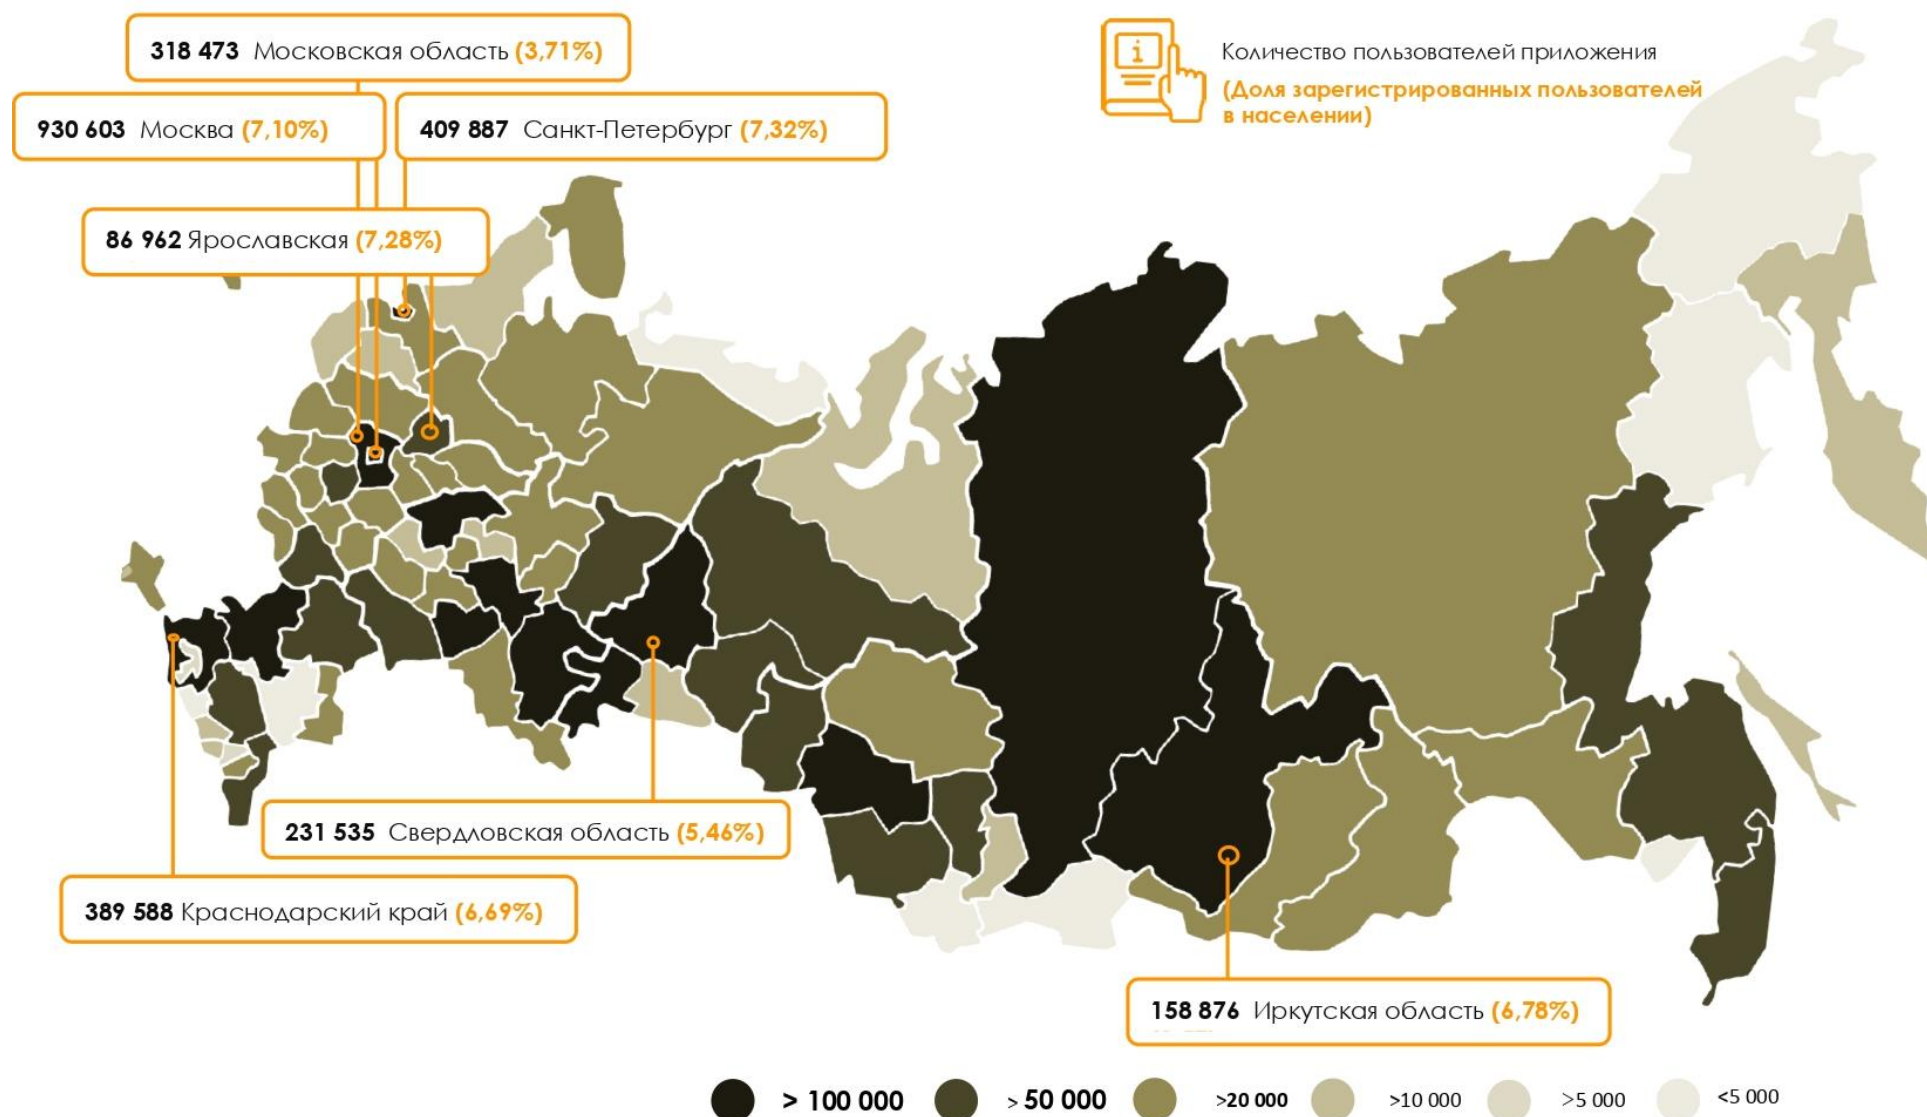 318 473 Московская область (3,71%)
930 603 Москва (7,10%)
409 887 Санкт-Петербург (7,32%)
86 962 Ярославская (7,28%)
i
Количество пользователей приложения
(Доля зарегистрированных пользователей
в населении)
231 535 Свердловская область (5,46%)
389 588 Краснодарский край (6,69%)
158 876 Иркутская область (6,78%)
> 100 000
> 50 000
>20 000
>10 000
>5 000
<5 000